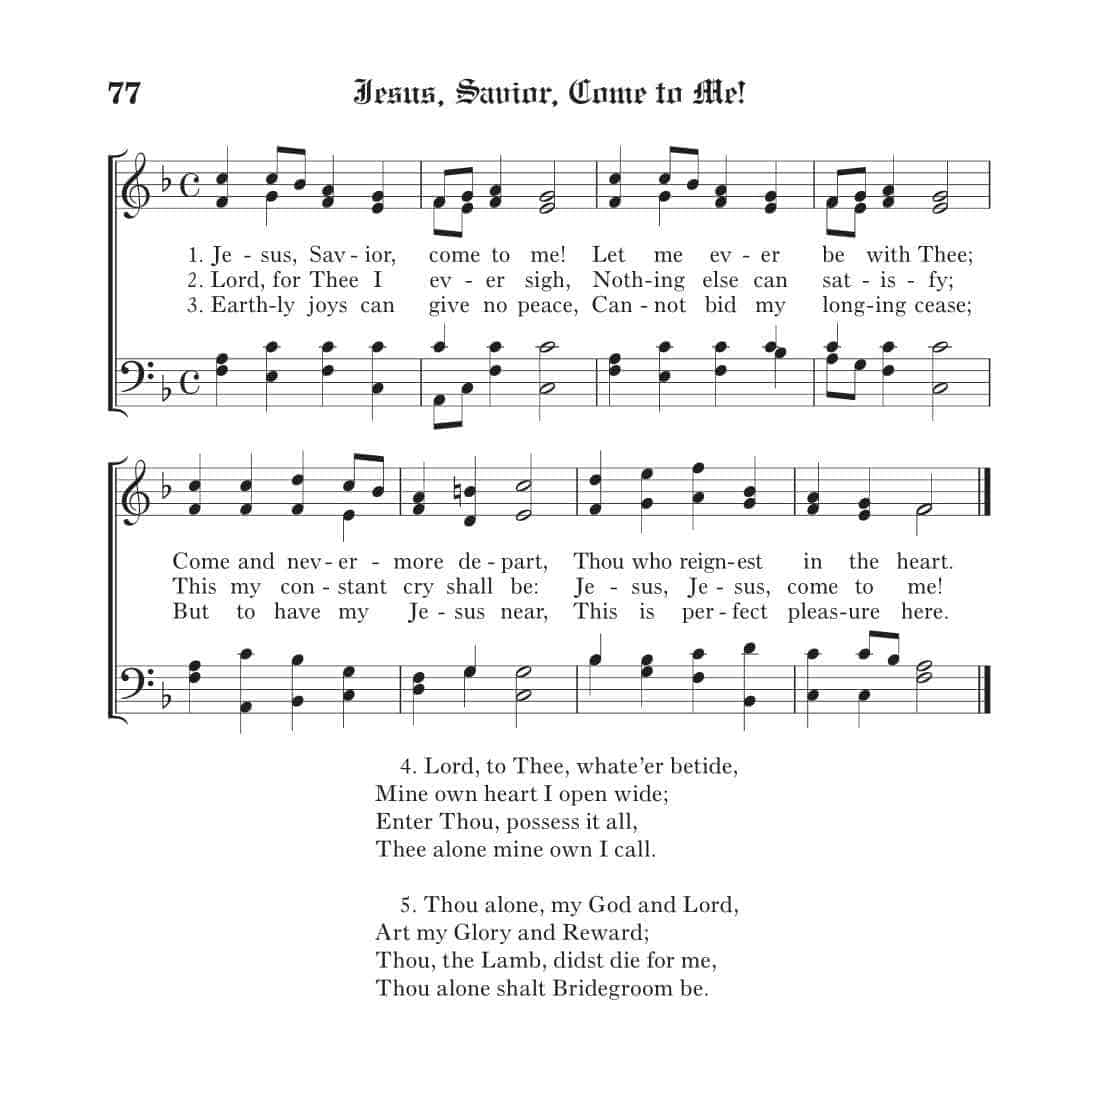 77 Jesus, Savior, Come to Me!
1. Je - sus, Sav - ior, come to me! Let me ev - er be with Thee;
2. Lord, for Thee I ev - er sigh, Noth-ing else can sat - is - fy;
3. Earth-ly joys can give no peace, Can - not bid my long-ing cease;
Come and nev - er - more de - part, Thou who reign-est in the heart.
This my con - stant cry shall be: Je - sus, Je - sus, come to me!
But to have my Je - sus near, This is per - fect pleas-ure here.
4. Lord, to Thee, whate’er betide,
Mine own heart I open wide;
Enter Thou, possess it all,
Thee alone mine own I call.
5. Thou alone, my God and Lord,
Art my Glory and Reward;
Thou, the Lamb, didst die for me,
Thou alone shalt Bridegroom be.